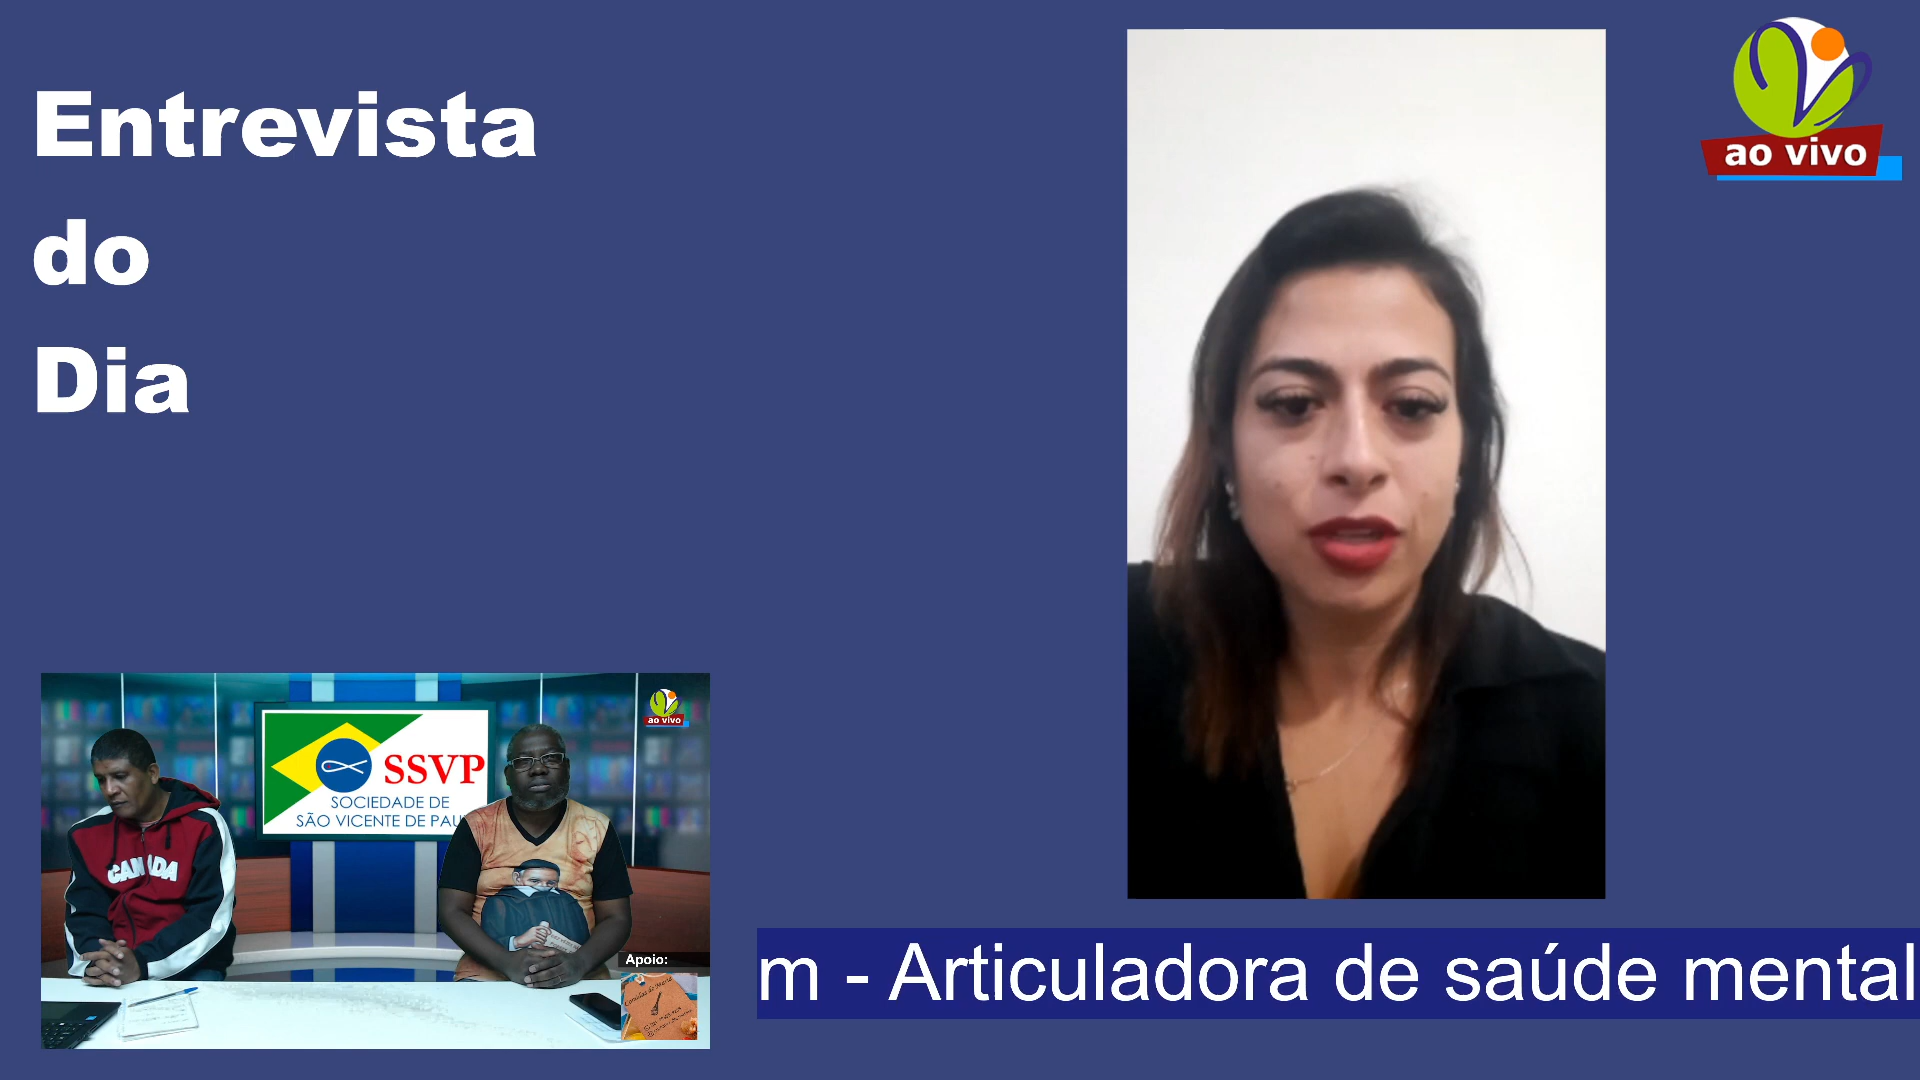 Entrevista
do
Dia
ao vivo
SSVP
SOCIEDADE DE
SÃO VICENTE DE PAU
ao vivo
CANADA
Apoio:
m - Articuladora de saúde mental